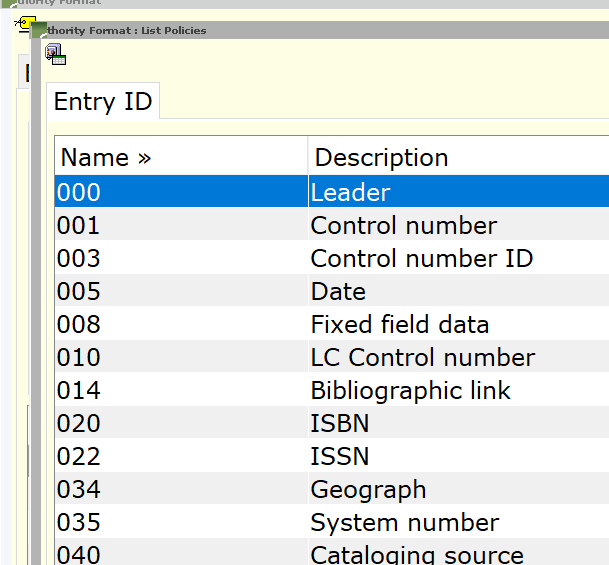 thority Format
thority Format : List Policies
Entry ID
Name » Description
000 Leader
001 Control number
003 Control number ID
005 Date
008 Fixed field data
010 LC Control number
014 Bibliographic link
020 ISBN
022 ISSN
034 Geograph
035 System number
040 Cataloging source